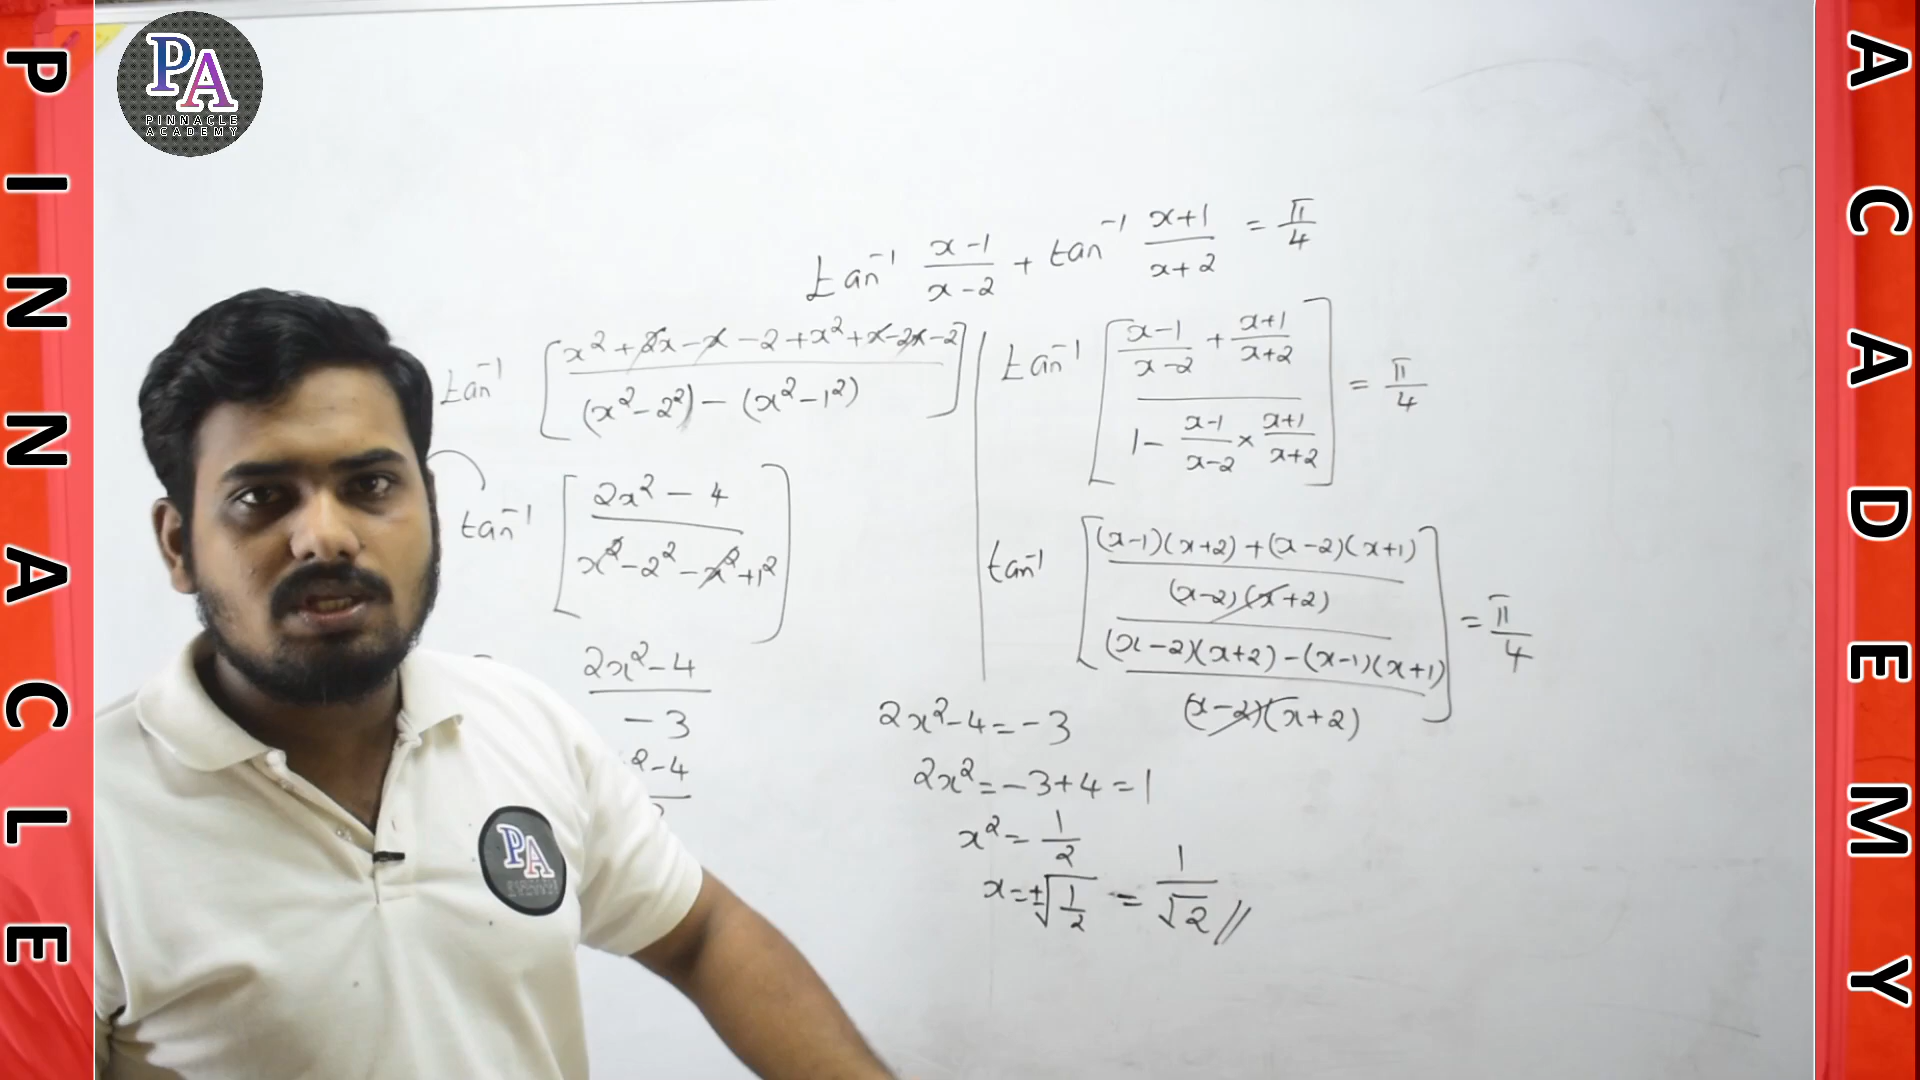 PINNACLE
PA
PINNACLE
ACADEMY
tan⁻¹ (x-1)/(x-2) + tan⁻¹ (x+1)/(x+2) = π/4
tan⁻¹ [((x-1)/(x-2) + (x+1)/(x+2)) / (1 - (x-1)/(x-2) × (x+1)/(x+2))] = π/4
tan⁻¹ [(((x-1)(x+2)+(x-2)(x+1)) / ((x-2)(x+2))) / (((x-2)(x+2)-(x-1)(x+1)) / ((x-2)(x+2)))] = π/4
tan⁻¹ [(x²+2x-x-2+x²+x-2x-2) / ((x²-2²)-(x²-1²))]
tan⁻¹ [(2x²-4) / (x²-2²-x²+1²)]
(2x²-4) / -3
²-4
2x²-4=-3
2x²=-3+4=1
x²=1/2
x=±√(1/2) = 1/√2 //
PA
ACADEMY